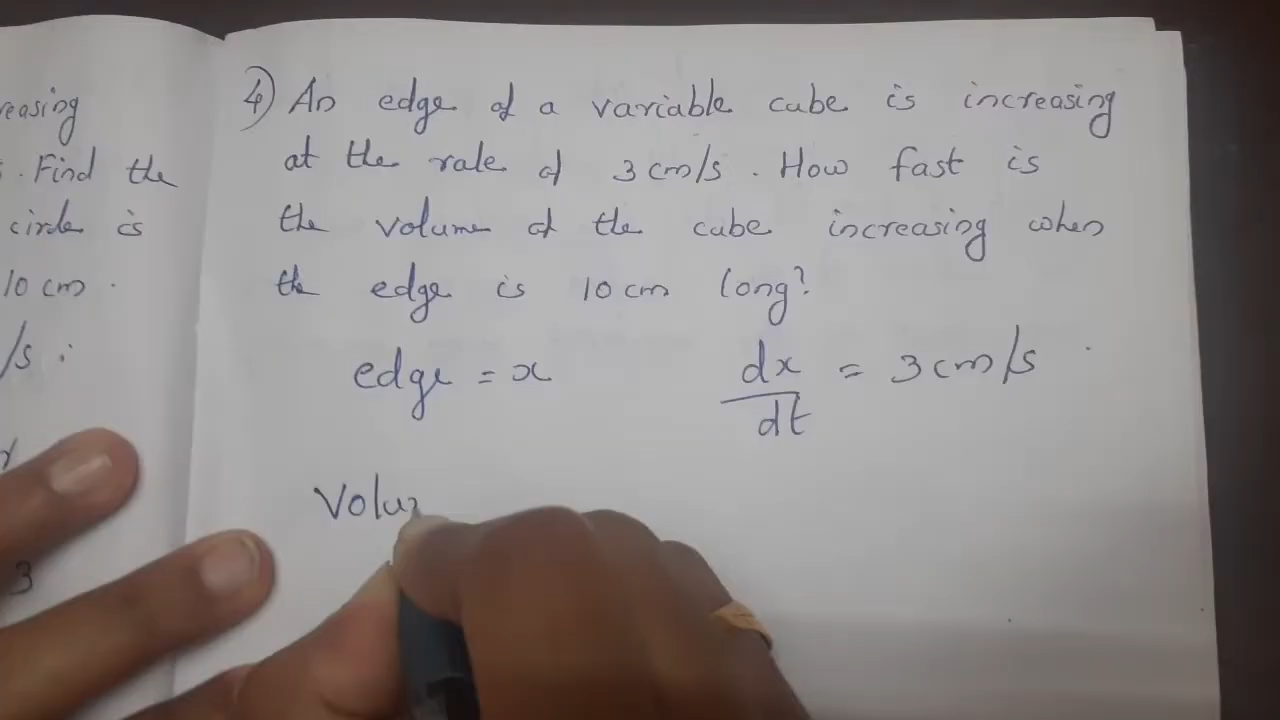 reasing
. Find the
circle is
10 cm.
/s.
3
4) An edge of a variable cube is increasing
at the rate of 3 cm/s. How fast is
the volume of the cube increasing when
the edge is 10 cm long?
edge = x
dx/dt = 3 cm/s.
Volu